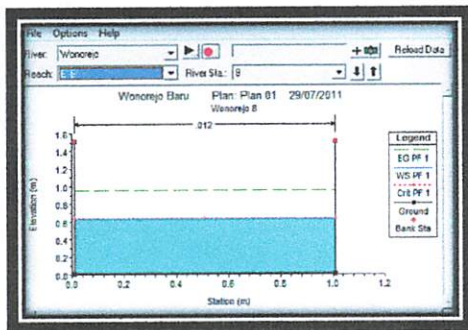 File Options Help
River: Wonorejo Reload Data
Reach: River Sta.: 8
Wonorejo Baru Plan: Plan 01 29/07/2011
Wonorejo 8
.012
1.6
1.4
1.2
1.0
0.8
0.6
0.4
0.2
0.0
Elevation (m)
0.0 0.2 0.4 0.6 0.8 1.0 1.2
Station (m)
Legend
EG PF 1
WS PF 1
Crit PF 1
Ground
Bank Sta